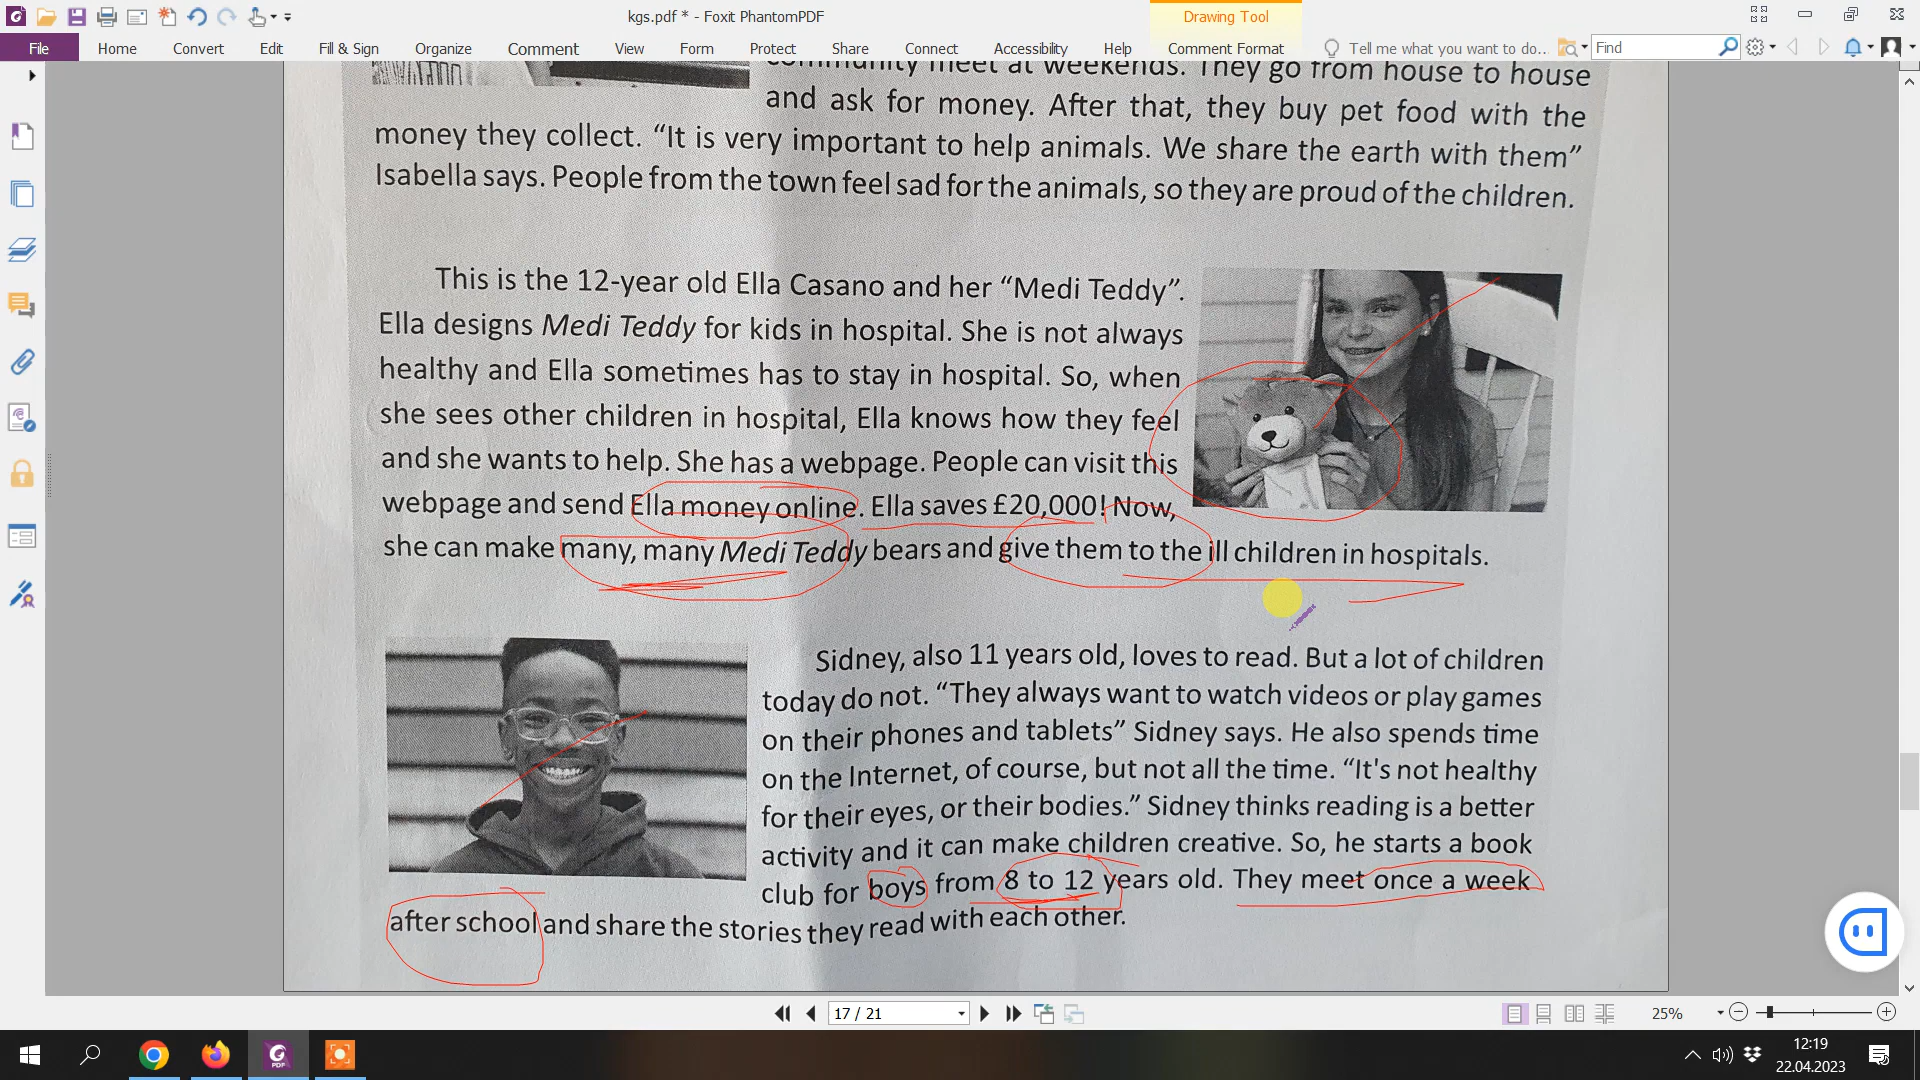 kgs.pdf * - Foxit PhantomPDF
Drawing Tool
File Home Convert Edit Fill & Sign Organize Comment View Form Protect Share Connect Accessibility Help Comment Format Tell me what you want to do... Find
community meet at weekends. They go from house to house
and ask for money. After that, they buy pet food with the
money they collect. “It is very important to help animals. We share the earth with them”
Isabella says. People from the town feel sad for the animals, so they are proud of the children.
This is the 12-year old Ella Casano and her “Medi Teddy”.
Ella designs Medi Teddy for kids in hospital. She is not always
healthy and Ella sometimes has to stay in hospital. So, when
she sees other children in hospital, Ella knows how they feel
and she wants to help. She has a webpage. People can visit this
webpage and send Ella money online. Ella saves £20,000! Now,
she can make many, many Medi Teddy bears and give them to the ill children in hospitals.
Sidney, also 11 years old, loves to read. But a lot of children
today do not. “They always want to watch videos or play games
on their phones and tablets” Sidney says. He also spends time
on the Internet, of course, but not all the time. “It's not healthy
for their eyes, or their bodies.” Sidney thinks reading is a better
activity and it can make children creative. So, he starts a book
club for boys from 8 to 12 years old. They meet once a week
after school and share the stories they read with each other.
17 / 21
25%
PDF
12:19
22.04.2023